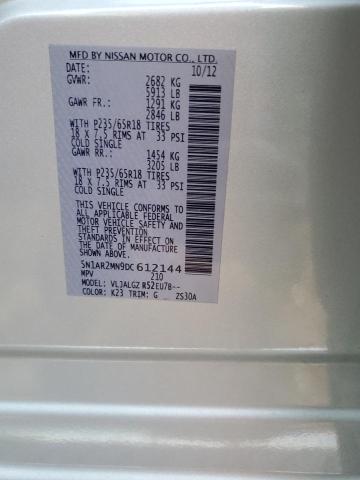 MFD BY NISSAN MOTOR CO., LTD.
DATE: 10/12
GVWR: 2682 KG
5913 LB
GAWR FR.: 1291 KG
2846 LB
WITH P235/65R18 TIRES
18 X 7.5 RIMS AT 33 PSI
COLD SINGLE
GAWR RR.: 1454 KG
3205 LB
WITH P235/65R18 TIRES
18 X 7.5 RIMS AT 33 PSI
COLD SINGLE
THIS VEHICLE CONFORMS TO
ALL APPLICABLE FEDERAL
MOTOR VEHICLE SAFETY AND
THEFT PREVENTION
STANDARDS IN EFFECT ON
THE DATE OF MANUFACTURE
SHOWN ABOVE.
5N1AR2MN9DC 612144
MPV 210
MODEL: VLJALGZ R52EU7B--
COLOR: K23 TRIM: G ZS30A